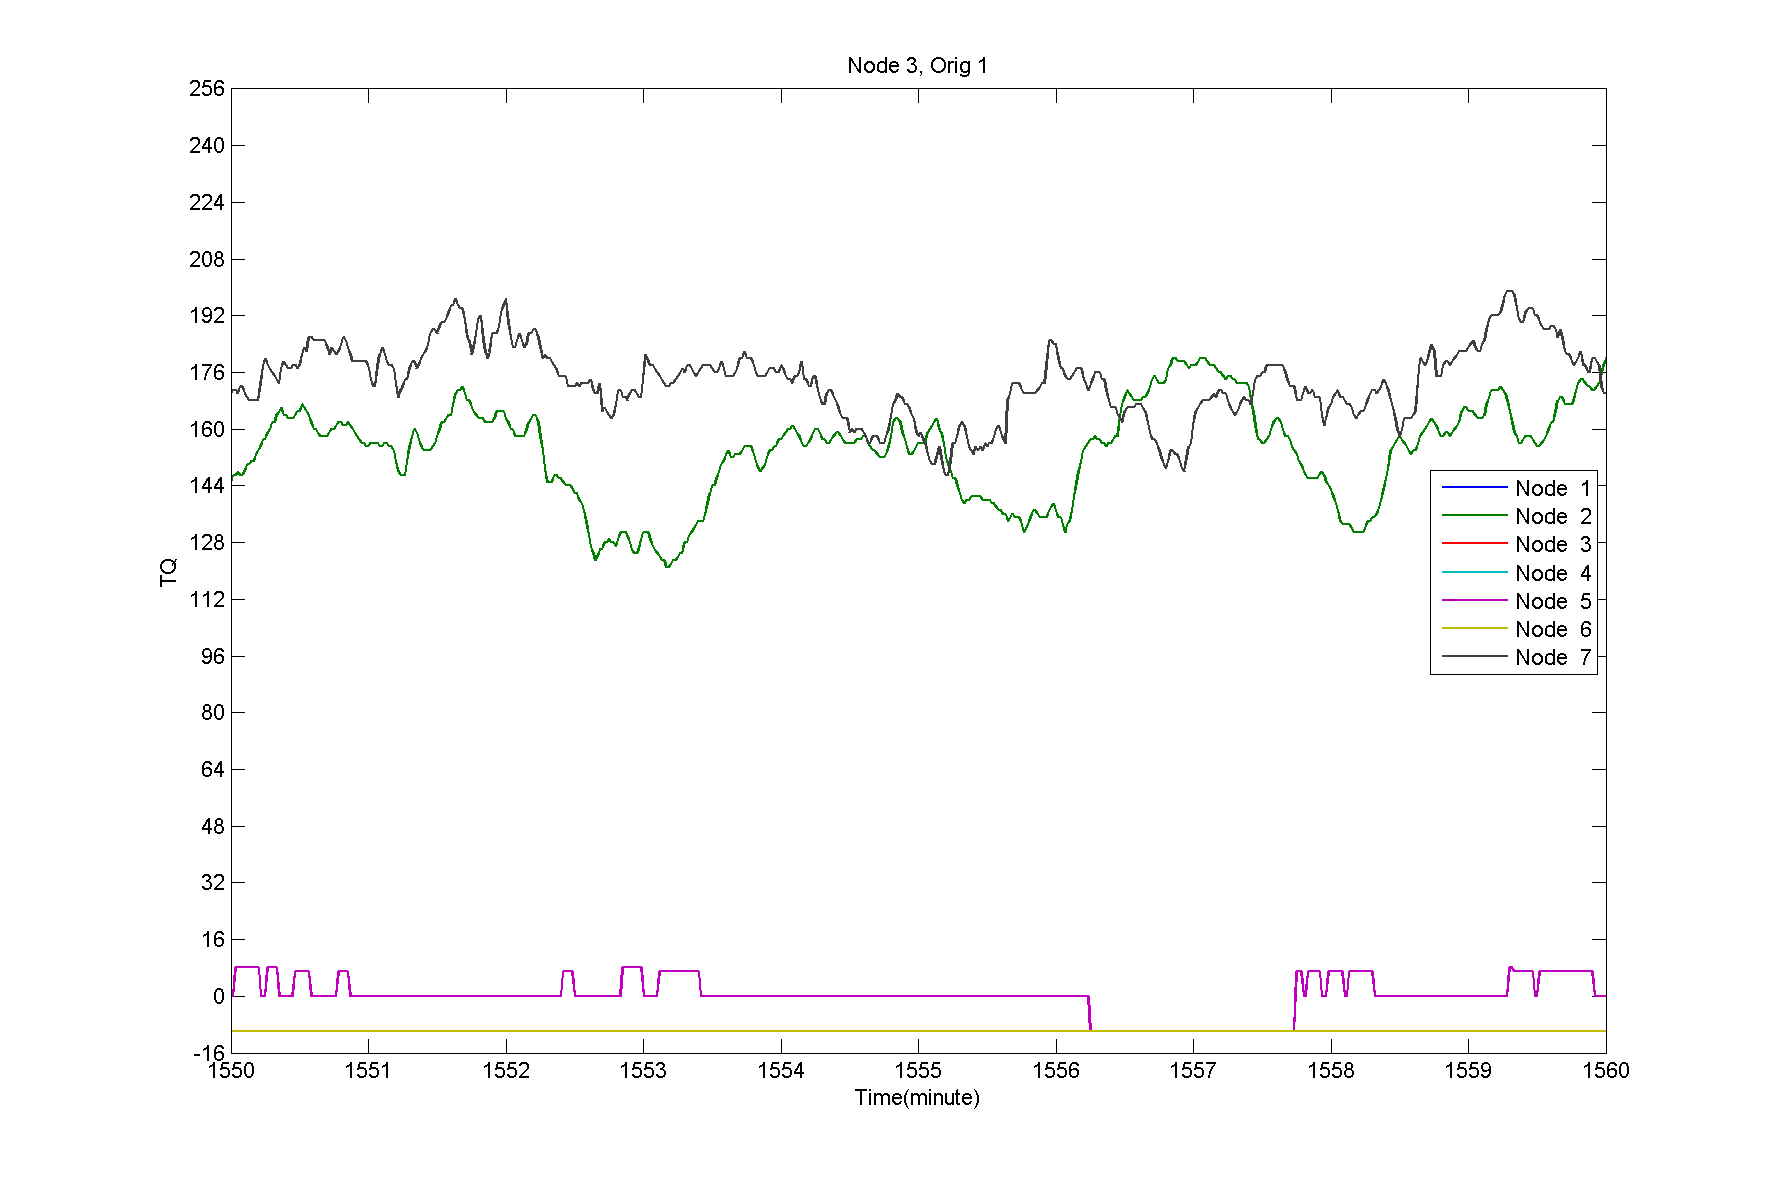 Node 3, Orig 1
256
240
224
208
192
176
160
144
128
112
96
80
64
48
32
16
0
-16
TQ
Node 1
Node 2
Node 3
Node 4
Node 5
Node 6
Node 7
1550 1551 1552 1553 1554 1555 1556 1557 1558 1559 1560
Time(minute)